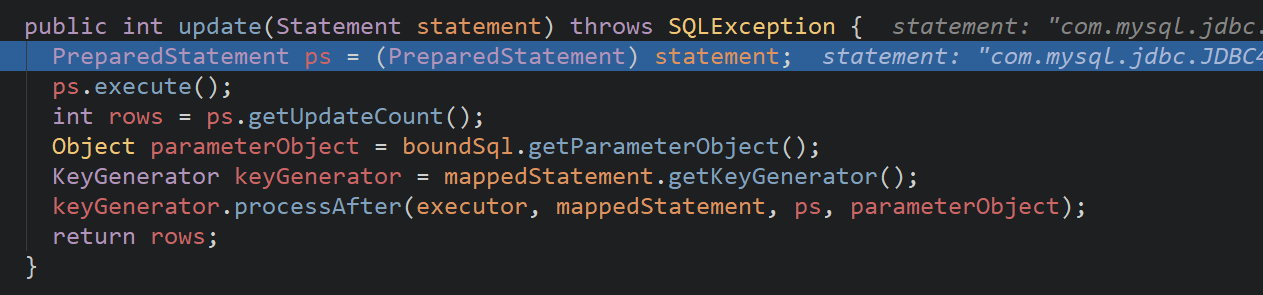 public int update(Statement statement) throws SQLException {  statement: "com.mysql.jdbc.
PreparedStatement ps = (PreparedStatement) statement;  statement: "com.mysql.jdbc.JDBC4
ps.execute();
int rows = ps.getUpdateCount();
Object parameterObject = boundSql.getParameterObject();
KeyGenerator keyGenerator = mappedStatement.getKeyGenerator();
keyGenerator.processAfter(executor, mappedStatement, ps, parameterObject);
return rows;
}